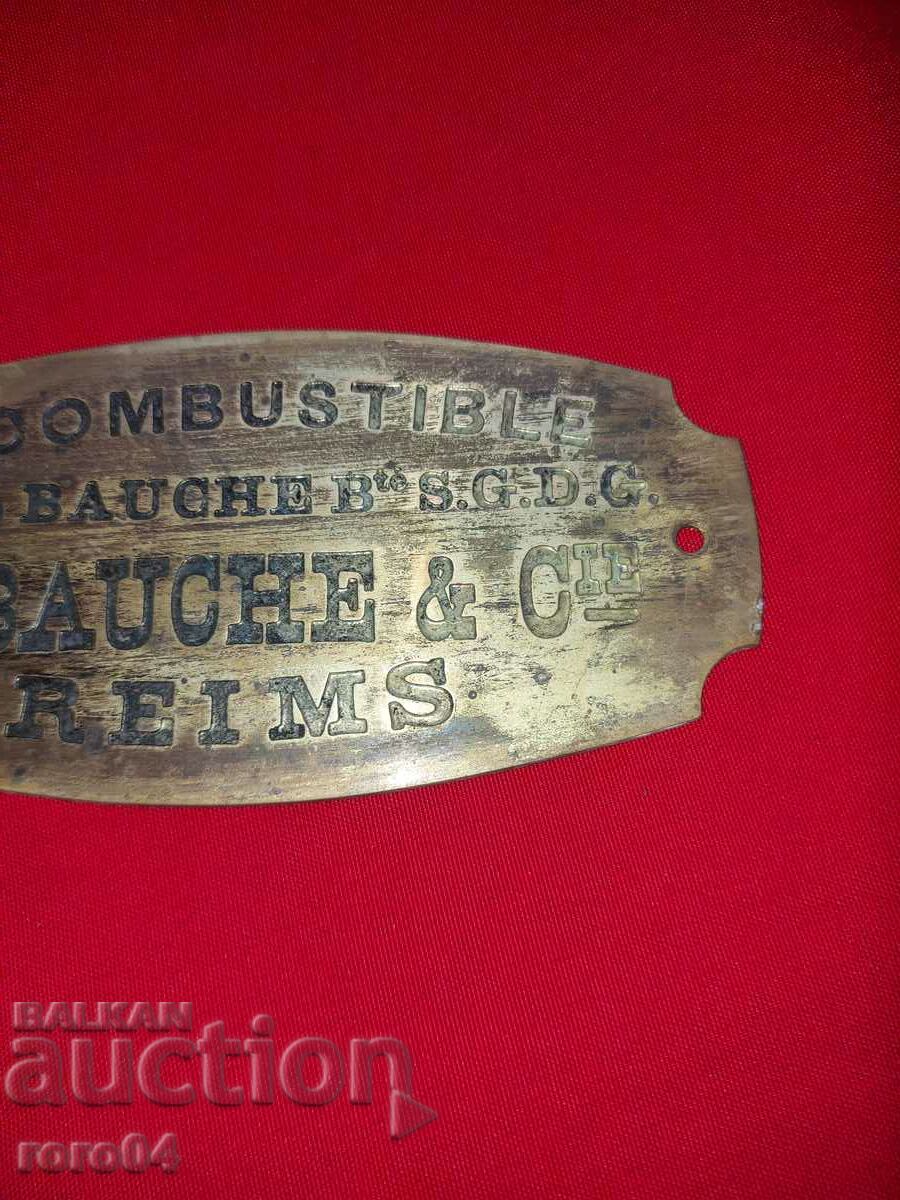 COMBUSTIBLE
BAUCHE Bté S.G.D.G.
BAUCHE & CIE
REIMS
BALKAN
auction
roro04